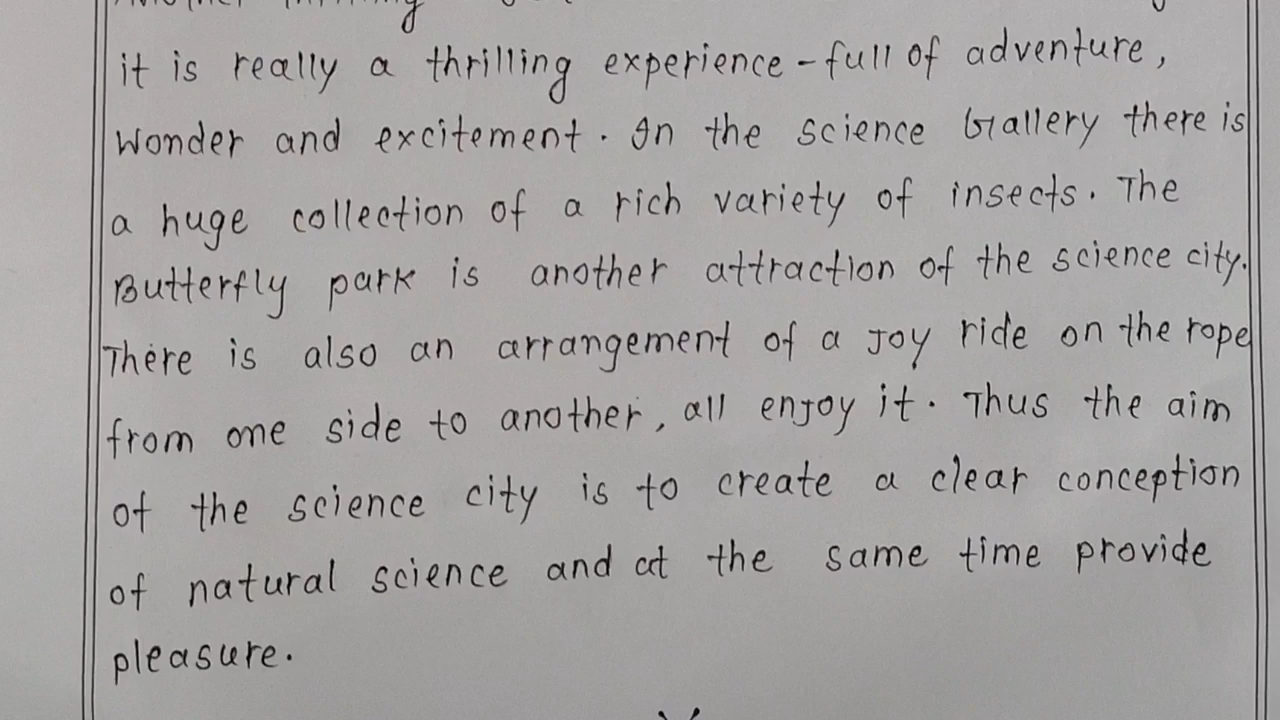 it is really a thrilling experience - full of adventure,
wonder and excitement. In the science Gallery there is
a huge collection of a rich variety of insects. The
Butterfly park is another attraction of the science city.
There is also an arrangement of a Joy ride on the rope
from one side to another, all enjoy it. Thus the aim
of the science city is to create a clear conception
of natural science and at the same time provide
pleasure.